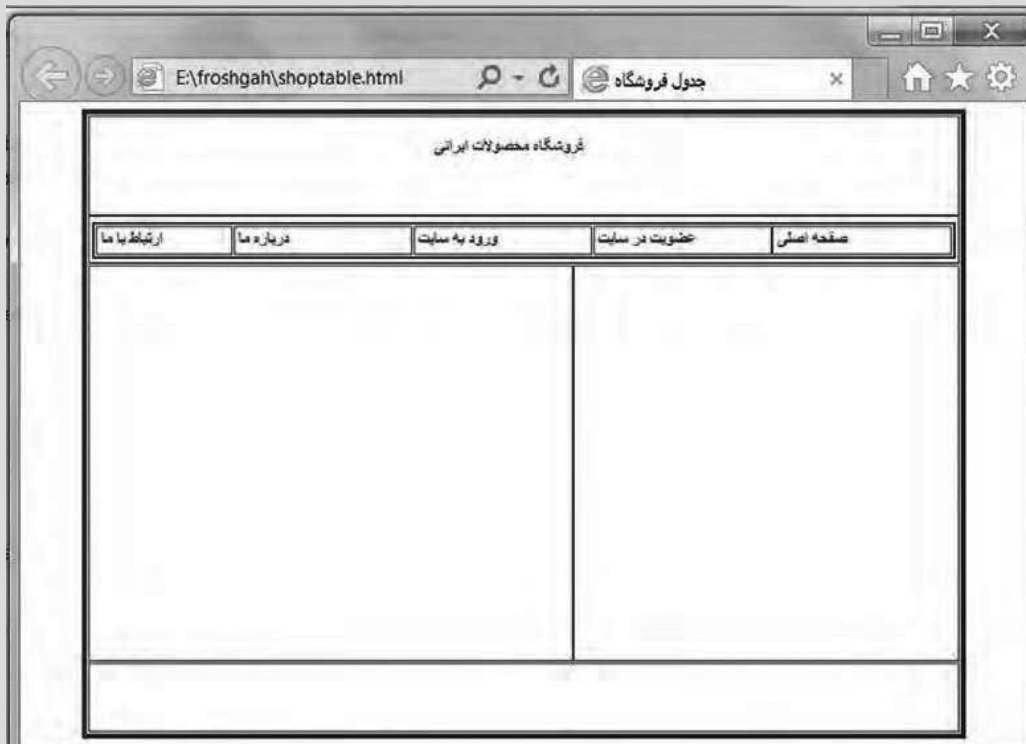 E:\froshgah\shoptable.html
جدول فروشگاه
فروشگاه محصولات ایرانی
صفحه اصلی
عضویت در سایت
ورود به سایت
درباره ما
ارتباط با ما